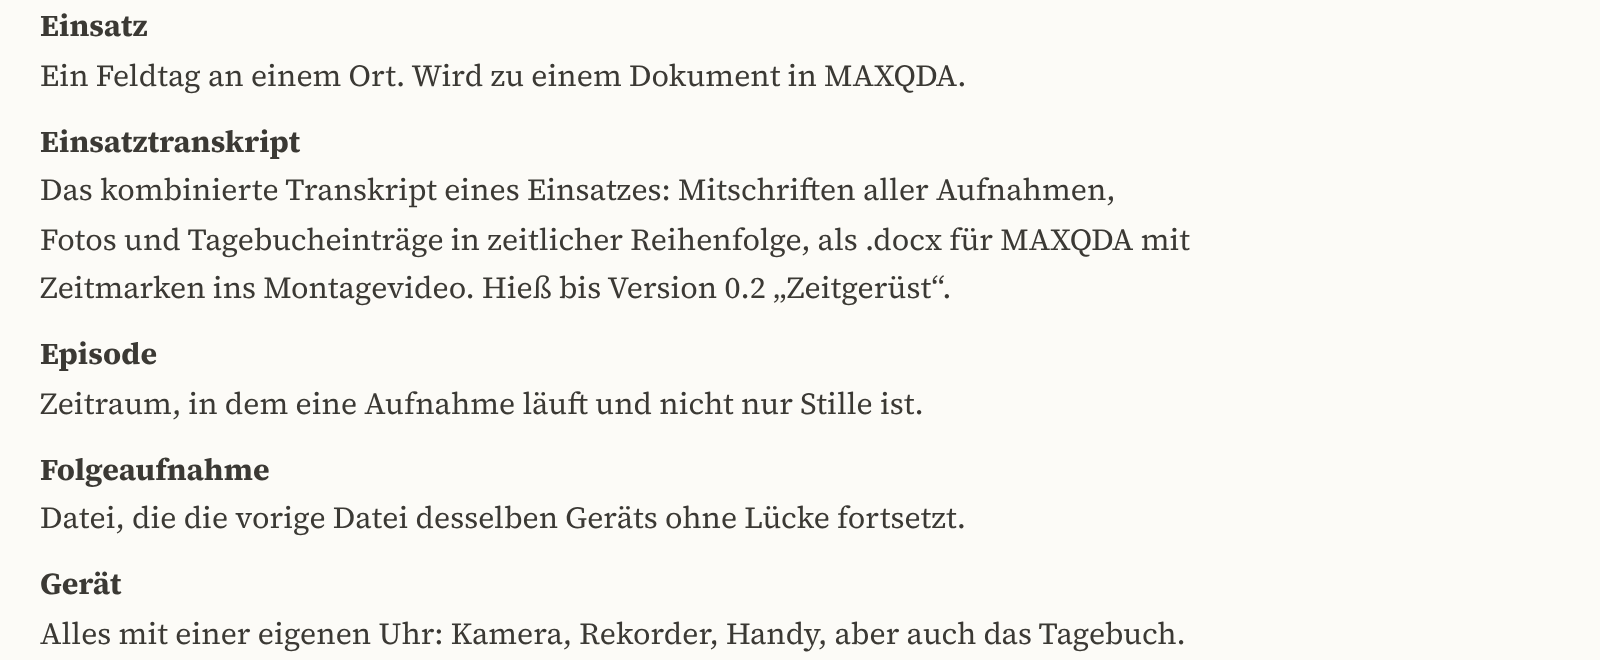 Einsatz
Ein Feldtag an einem Ort. Wird zu einem Dokument in MAXQDA.
Einsatztranskript
Das kombinierte Transkript eines Einsatzes: Mitschriften aller Aufnahmen,
Fotos und Tagebucheinträge in zeitlicher Reihenfolge, als .docx für MAXQDA mit
Zeitmarken ins Montagevideo. Hieß bis Version 0.2 „Zeitgerüst“.
Episode
Zeitraum, in dem eine Aufnahme läuft und nicht nur Stille ist.
Folgeaufnahme
Datei, die die vorige Datei desselben Geräts ohne Lücke fortsetzt.
Gerät
Alles mit einer eigenen Uhr: Kamera, Rekorder, Handy, aber auch das Tagebuch.